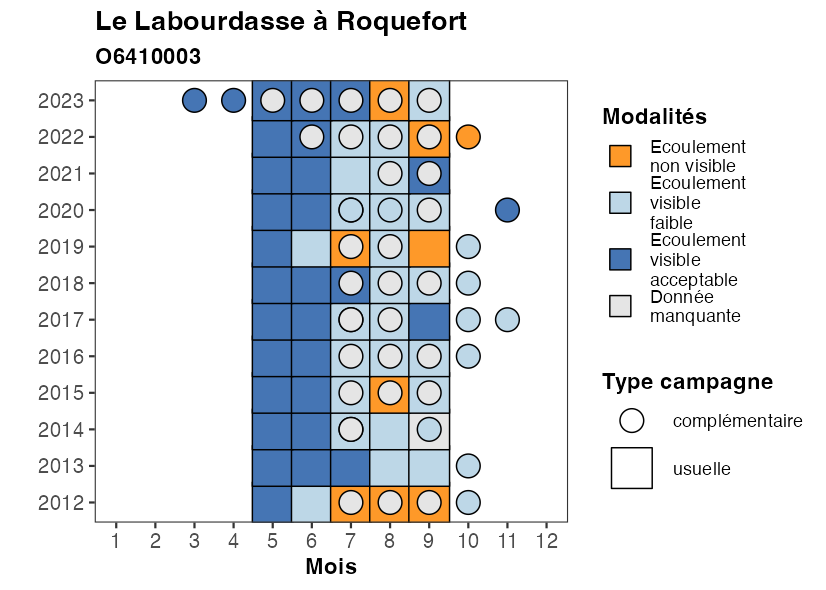 Le Labourdasse à Roquefort
O6410003
2023
2022
2021
2020
2019
2018
2017
2016
2015
2014
2013
2012
1 2 3 4 5 6 7 8 9 10 11 12
Mois
Modalités
Ecoulement
non visible
Ecoulement
visible
faible
Ecoulement
visible
acceptable
Donnée
manquante
Type campagne
complémentaire
usuelle